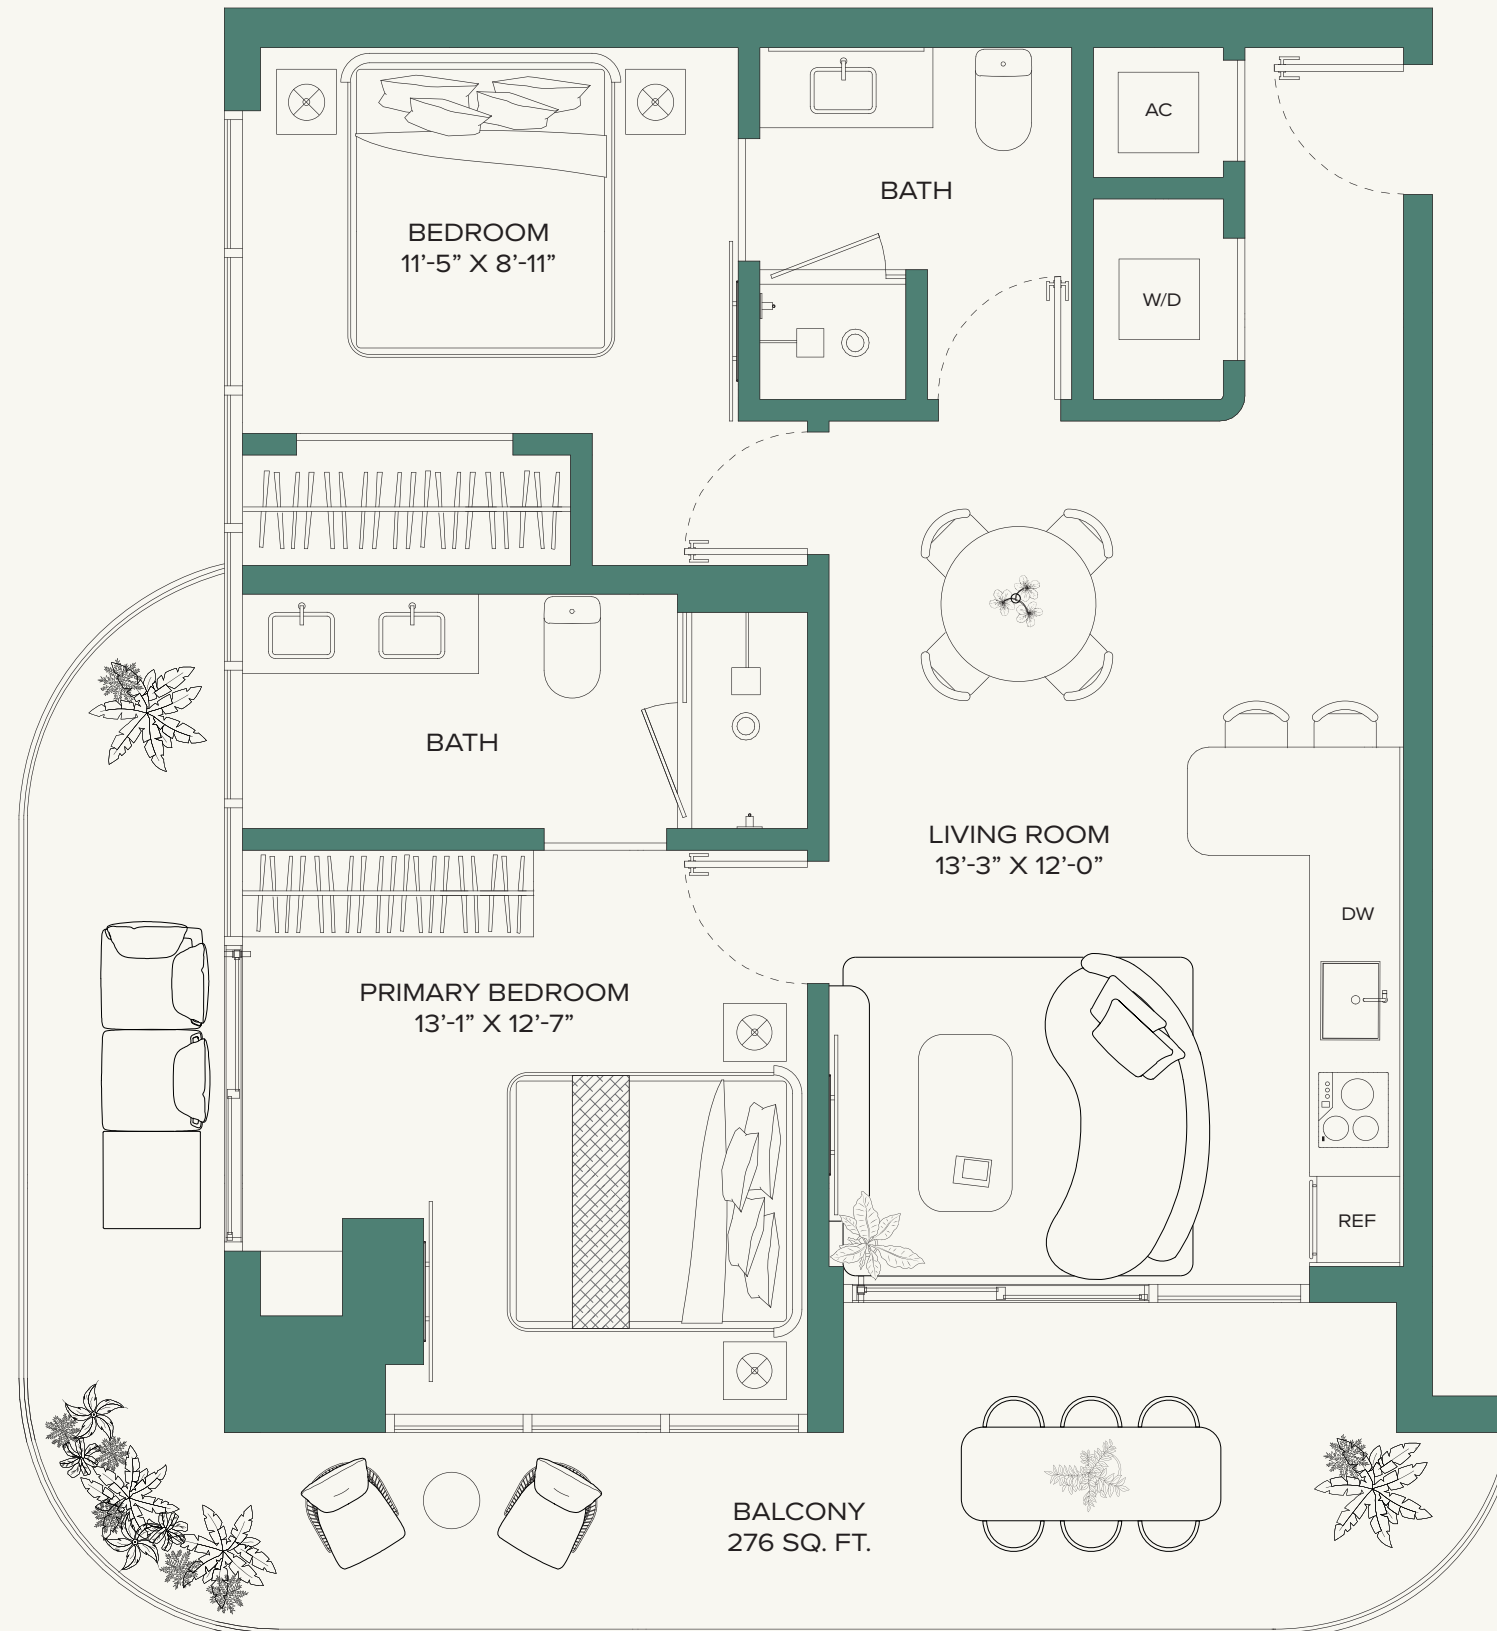 AC
BATH
BEDROOM
11’-5” X 8’-11”
W/D
BATH
LIVING ROOM
13’-3” X 12’-0”
DW
PRIMARY BEDROOM
13’-1” X 12’-7”
REF
BALCONY
276 SQ. FT.